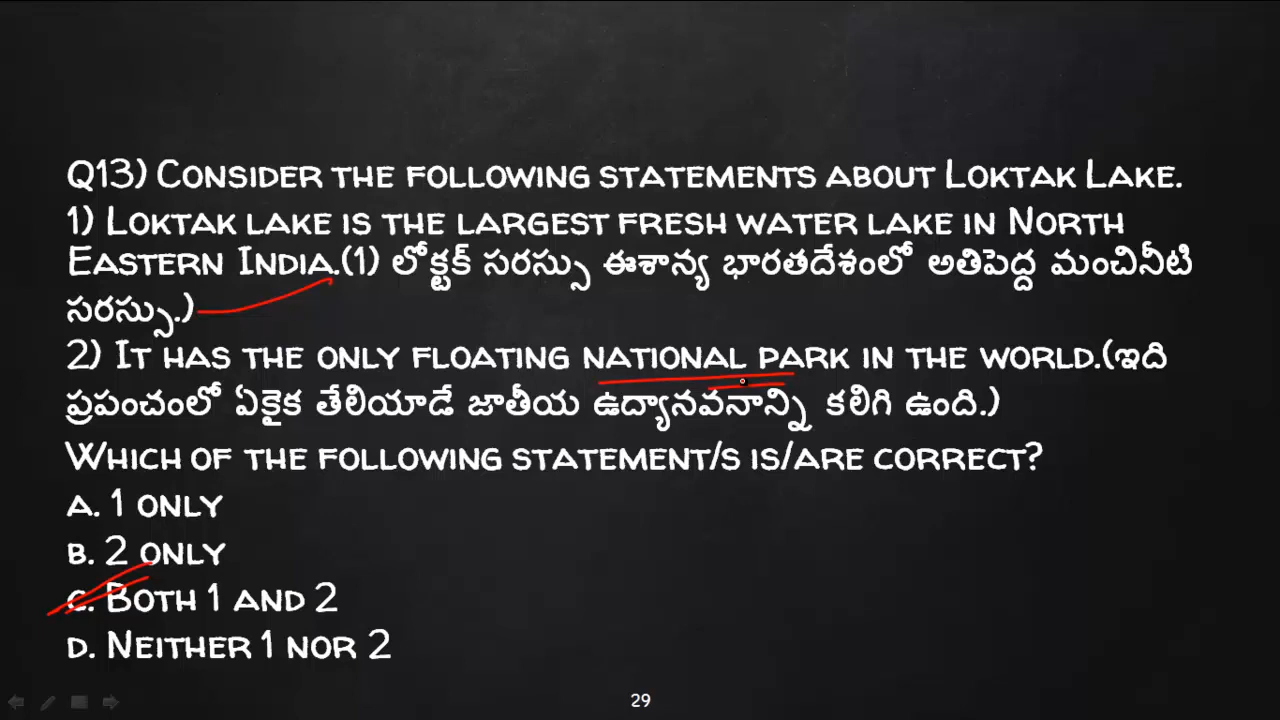 Q13) Consider the following statements about Loktak Lake.
1) Loktak lake is the largest fresh water lake in North
Eastern India.(1) లోక్టక్ సరస్సు ఈశాన్య భారతదేశంలో అతిపెద్ద మంచినీటి
సరస్సు.)
2) It has the only floating national park in the world.(ఇది
ప్రపంచంలో ఏకైక తేలియాడే జాతీయ ఉద్యానవనాన్ని కలిగి ఉంది.)
Which of the following statement/s is/are correct?
A. 1 only
B. 2 only
C. Both 1 and 2
D. Neither 1 nor 2
29